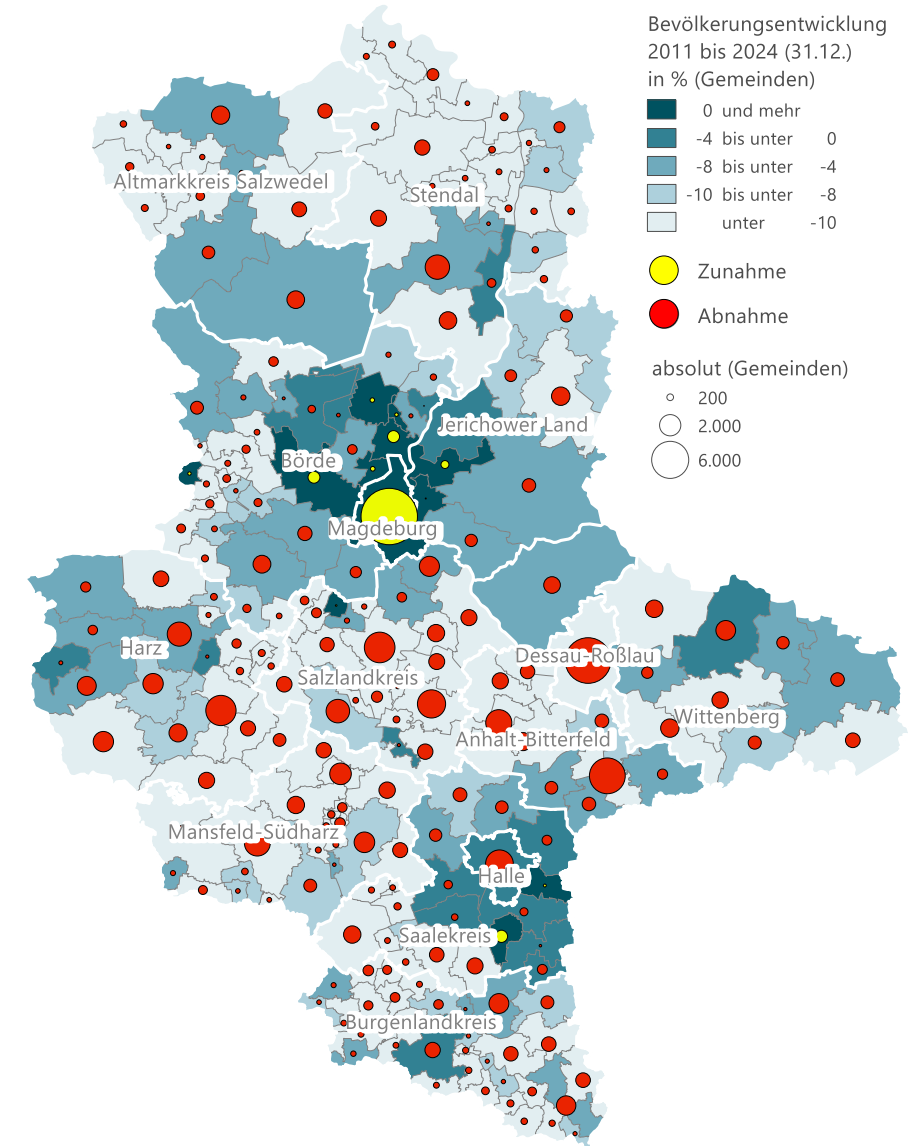 Bevölkerungsentwicklung
2011 bis 2024 (31.12.)
in % (Gemeinden)
0 und mehr
-4 bis unter 0
-8 bis unter -4
-10 bis unter -8
unter -10
Zunahme
Abnahme
absolut (Gemeinden)
200
2.000
6.000
Altmarkkreis Salzwedel
Stendal
Jerichower Land
Börde
Magdeburg
Harz
Dessau-Roßlau
Salzlandkreis
Wittenberg
Anhalt-Bitterfeld
Mansfeld-Südharz
Halle
Saalekreis
Burgenlandkreis